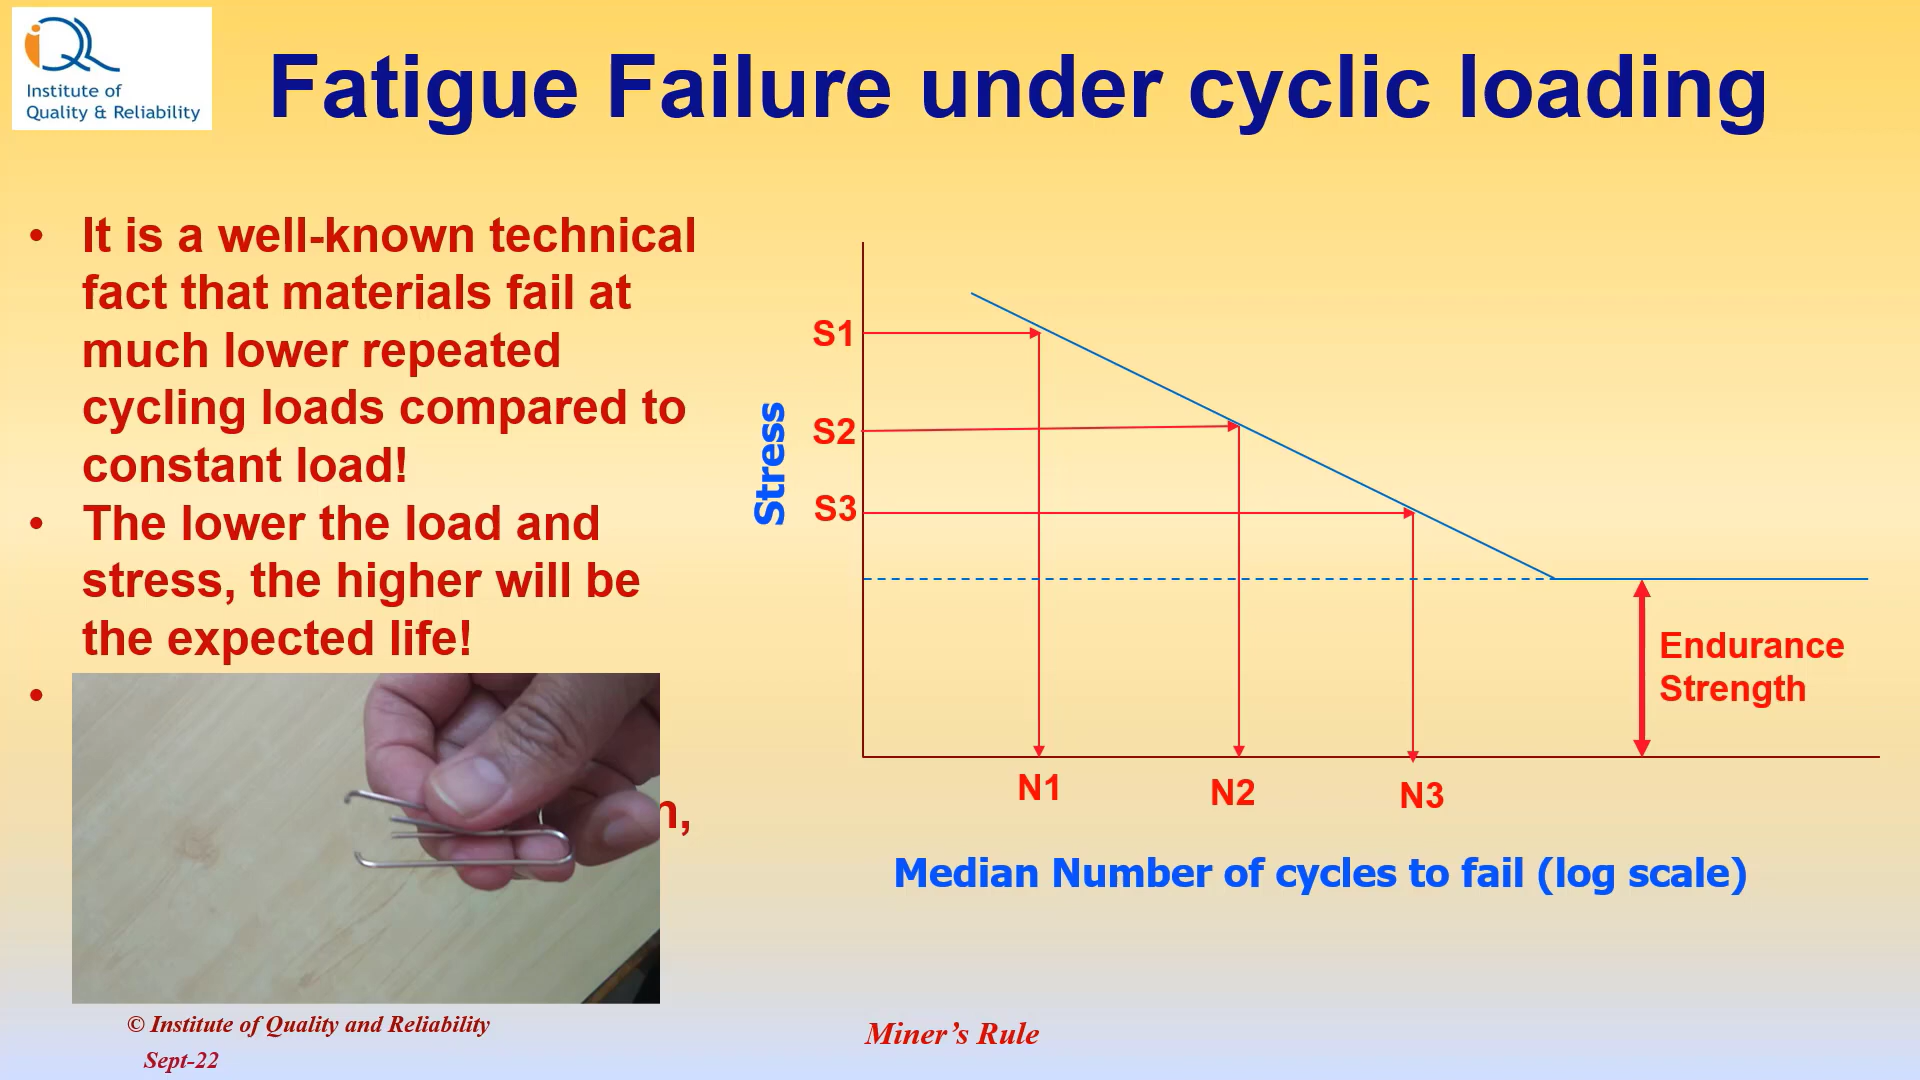 Institute of
Quality & Reliability
Fatigue Failure under cyclic loading
• It is a well-known technical
fact that materials fail at
much lower repeated
cycling loads compared to
constant load!
• The lower the load and
stress, the higher will be
the expected life!
•
Stress
S1
S2
S3
Endurance
Strength
N1
N2
N3
Median Number of cycles to fail (log scale)
© Institute of Quality and Reliability
Sept-22
Miner’s Rule